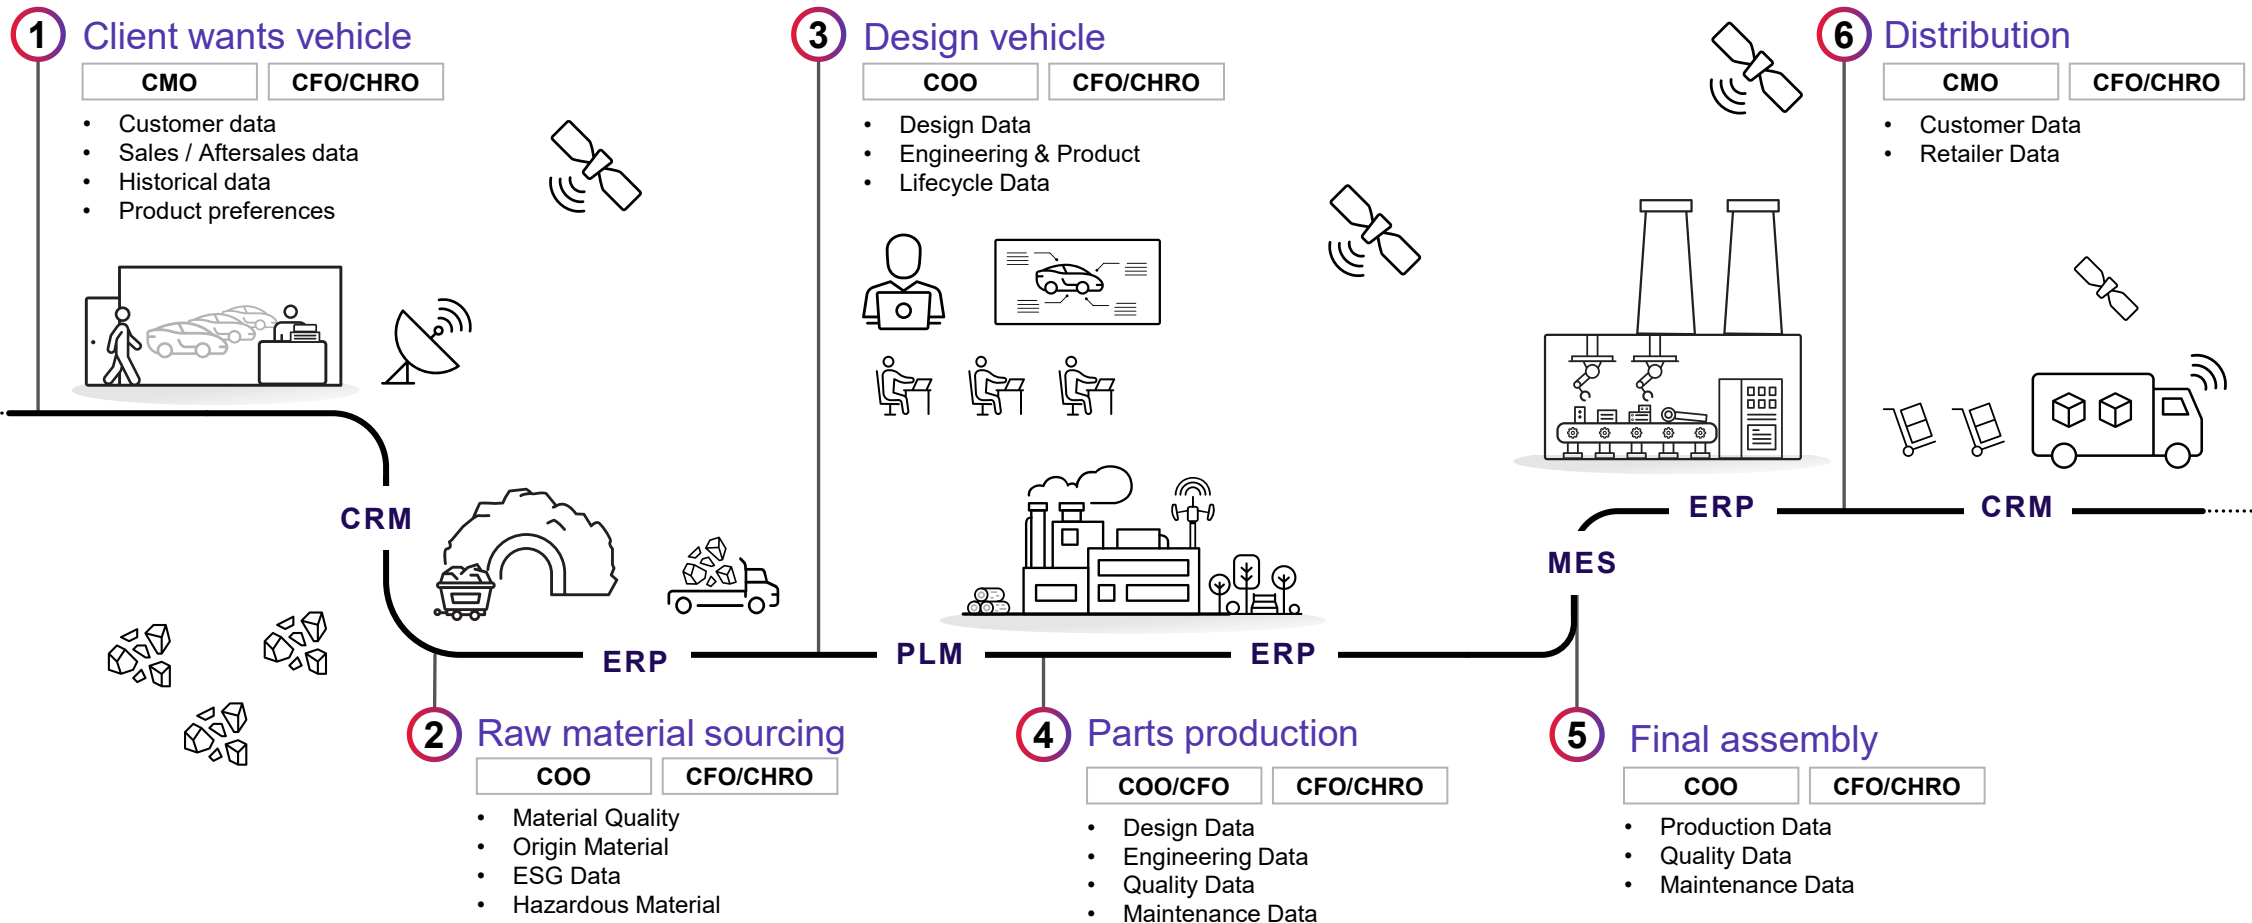 1 Client wants vehicle
CMO CFO/CHRO
• Customer data
• Sales / Aftersales data
• Historical data
• Product preferences
CRM
2 Raw material sourcing
COO CFO/CHRO
• Material Quality
• Origin Material
• ESG Data
• Hazardous Material
ERP
3 Design vehicle
COO CFO/CHRO
• Design Data
• Engineering & Product
• Lifecycle Data
PLM
4 Parts production
COO/CFO CFO/CHRO
• Design Data
• Engineering Data
• Quality Data
• Maintenance Data
ERP
5 Final assembly
COO CFO/CHRO
• Production Data
• Quality Data
• Maintenance Data
MES
ERP
6 Distribution
CMO CFO/CHRO
• Customer Data
• Retailer Data
CRM